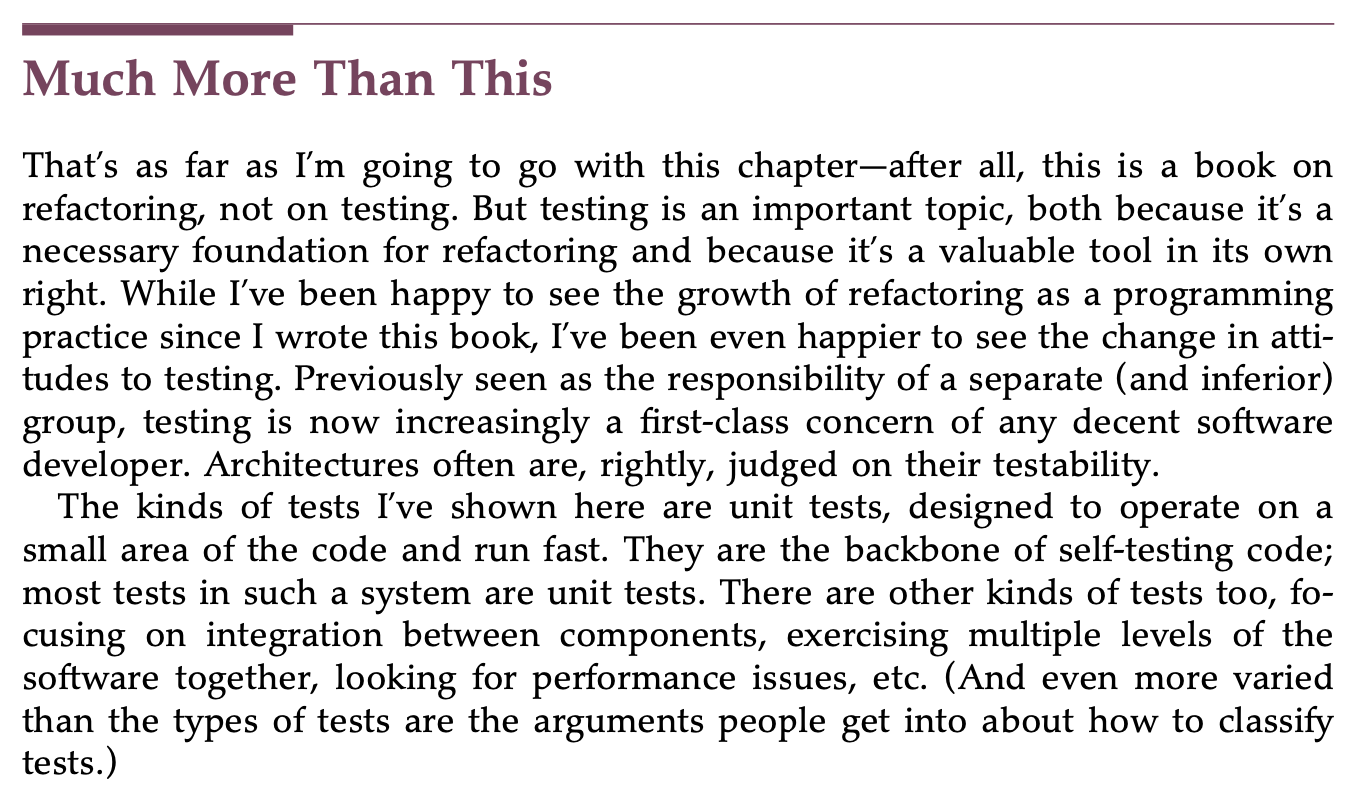 Much More Than This
That's as far as I'm going to go with this chapter—after all, this is a book on
refactoring, not on testing. But testing is an important topic, both because it's a
necessary foundation for refactoring and because it's a valuable tool in its own
right. While I've been happy to see the growth of refactoring as a programming
practice since I wrote this book, I've been even happier to see the change in atti-
tudes to testing. Previously seen as the responsibility of a separate (and inferior)
group, testing is now increasingly a first-class concern of any decent software
developer. Architectures often are, rightly, judged on their testability.
The kinds of tests I've shown here are unit tests, designed to operate on a
small area of the code and run fast. They are the backbone of self-testing code;
most tests in such a system are unit tests. There are other kinds of tests too, fo-
cusing on integration between components, exercising multiple levels of the
software together, looking for performance issues, etc. (And even more varied
than the types of tests are the arguments people get into about how to classify
tests.)